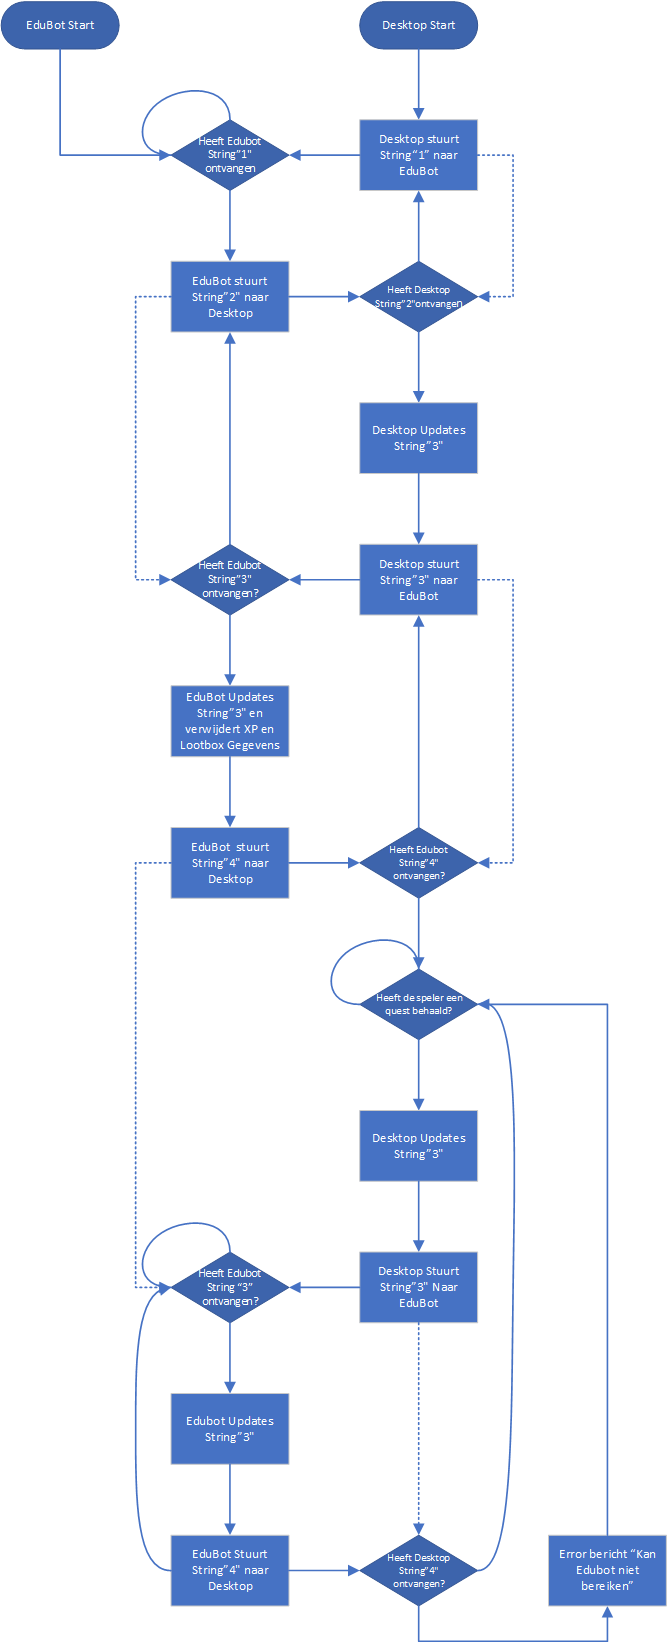 EduBot Start
Desktop Start
Heeft Edubot
String”1"
ontvangen
Desktop stuurt
String“1” naar
EduBot
EduBot stuurt
String”2" naar
Desktop
Heeft Desktop
String”2"ontvangen
Desktop Updates
String”3"
Heeft Edubot
String”3"
ontvangen?
Desktop stuurt
String”3" naar
EduBot
EduBot Updates
String”3" en
verwijdert XP en
Lootbox Gegevens
EduBot stuurt
String”4" naar
Desktop
Heeft Edubot
String”4"
ontvangen?
Heeft de speler een
quest behaald?
Desktop Updates
String”3"
Heeft Edubot
String “3”
ontvangen?
Desktop Stuurt
String”3" Naar
EduBot
Edubot Updates
String”3"
EduBot Stuurt
String”4" naar
Desktop
Heeft Desktop
String”4"
ontvangen?
Error bericht “Kan
Edubot niet
bereiken”